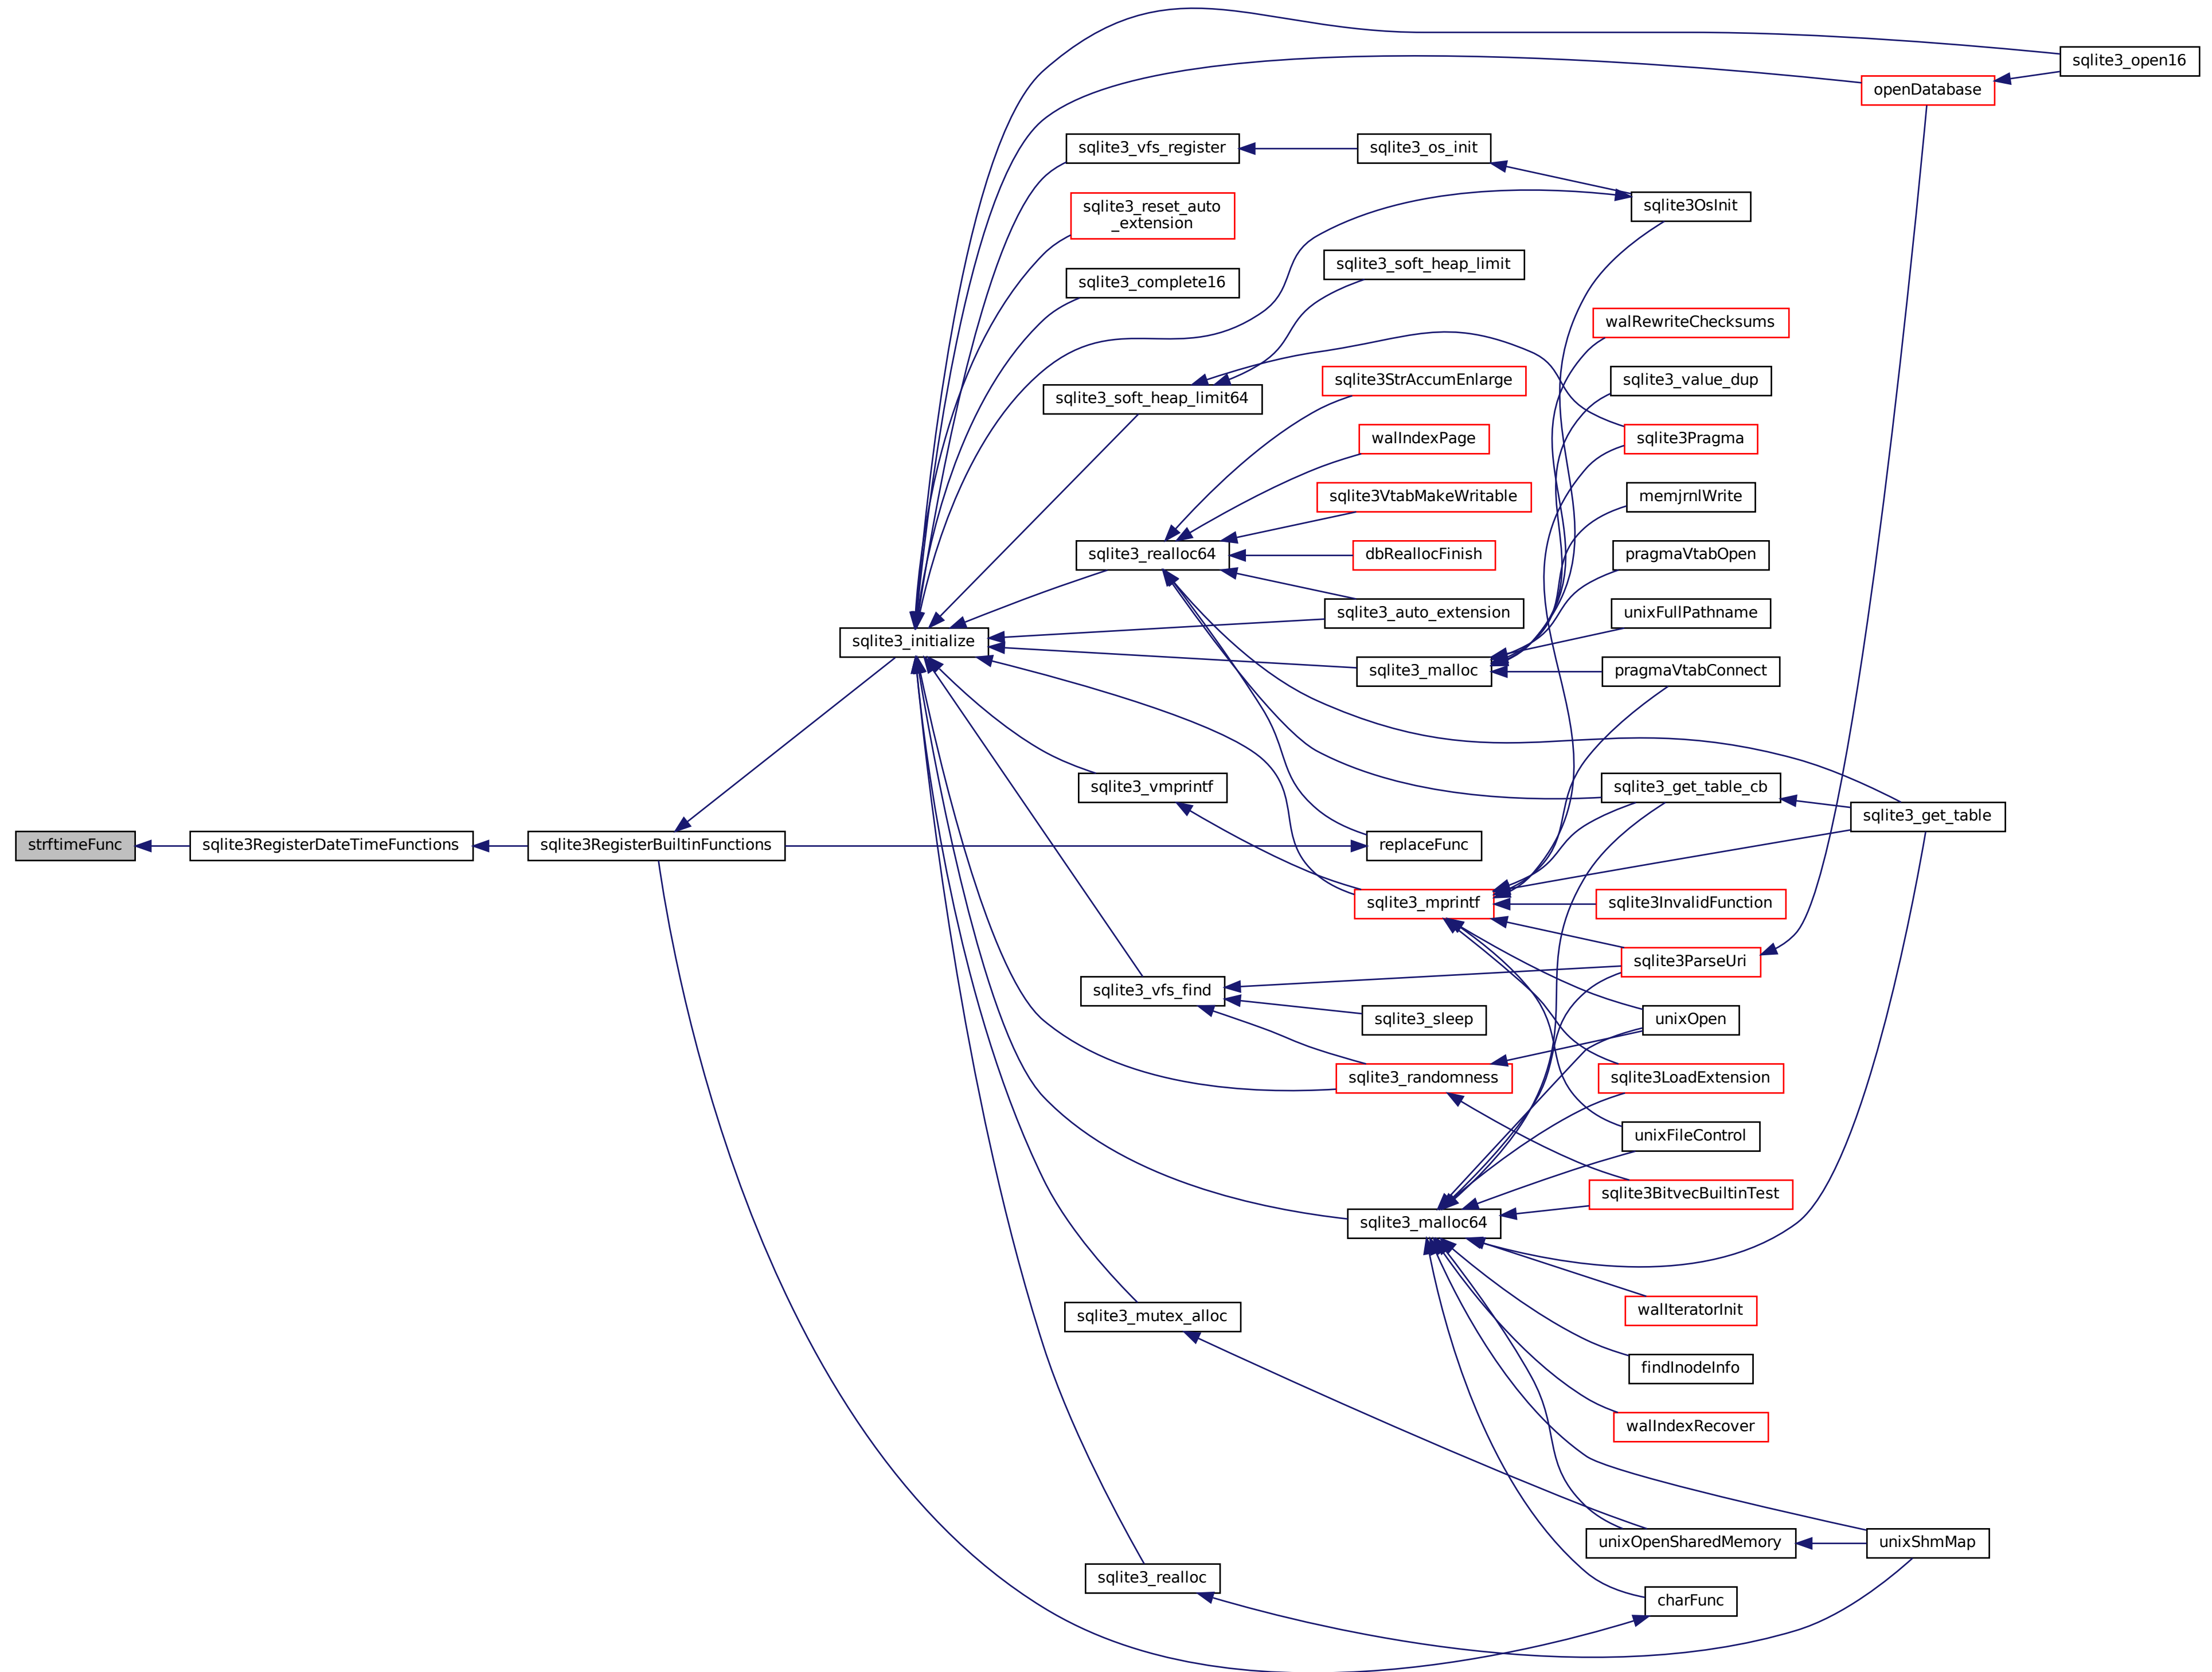 sqlite3_open16
openDatabase
sqlite3_vfs_register
sqlite3_os_init
sqlite3_reset_auto
_extension
sqlite3OsInit
sqlite3_soft_heap_limit
sqlite3_complete16
walRewriteChecksums
sqlite3StrAccumEnlarge
sqlite3_value_dup
sqlite3_soft_heap_limit64
walIndexPage
sqlite3Pragma
sqlite3VtabMakeWritable
memjrnlWrite
sqlite3_realloc64
dbReallocFinish
pragmaVtabOpen
sqlite3_auto_extension
unixFullPathname
sqlite3_initialize
sqlite3_malloc
pragmaVtabConnect
sqlite3_vmprintf
sqlite3_get_table_cb
sqlite3_get_table
strftimeFunc
sqlite3RegisterDateTimeFunctions
sqlite3RegisterBuiltinFunctions
replaceFunc
sqlite3_mprintf
sqlite3InvalidFunction
sqlite3ParseUri
sqlite3_vfs_find
sqlite3_sleep
unixOpen
sqlite3_randomness
sqlite3LoadExtension
unixFileControl
sqlite3BitvecBuiltinTest
sqlite3_malloc64
sqlite3_mutex_alloc
walIteratorInit
findInodeInfo
walIndexRecover
unixOpenSharedMemory
unixShmMap
sqlite3_realloc
charFunc